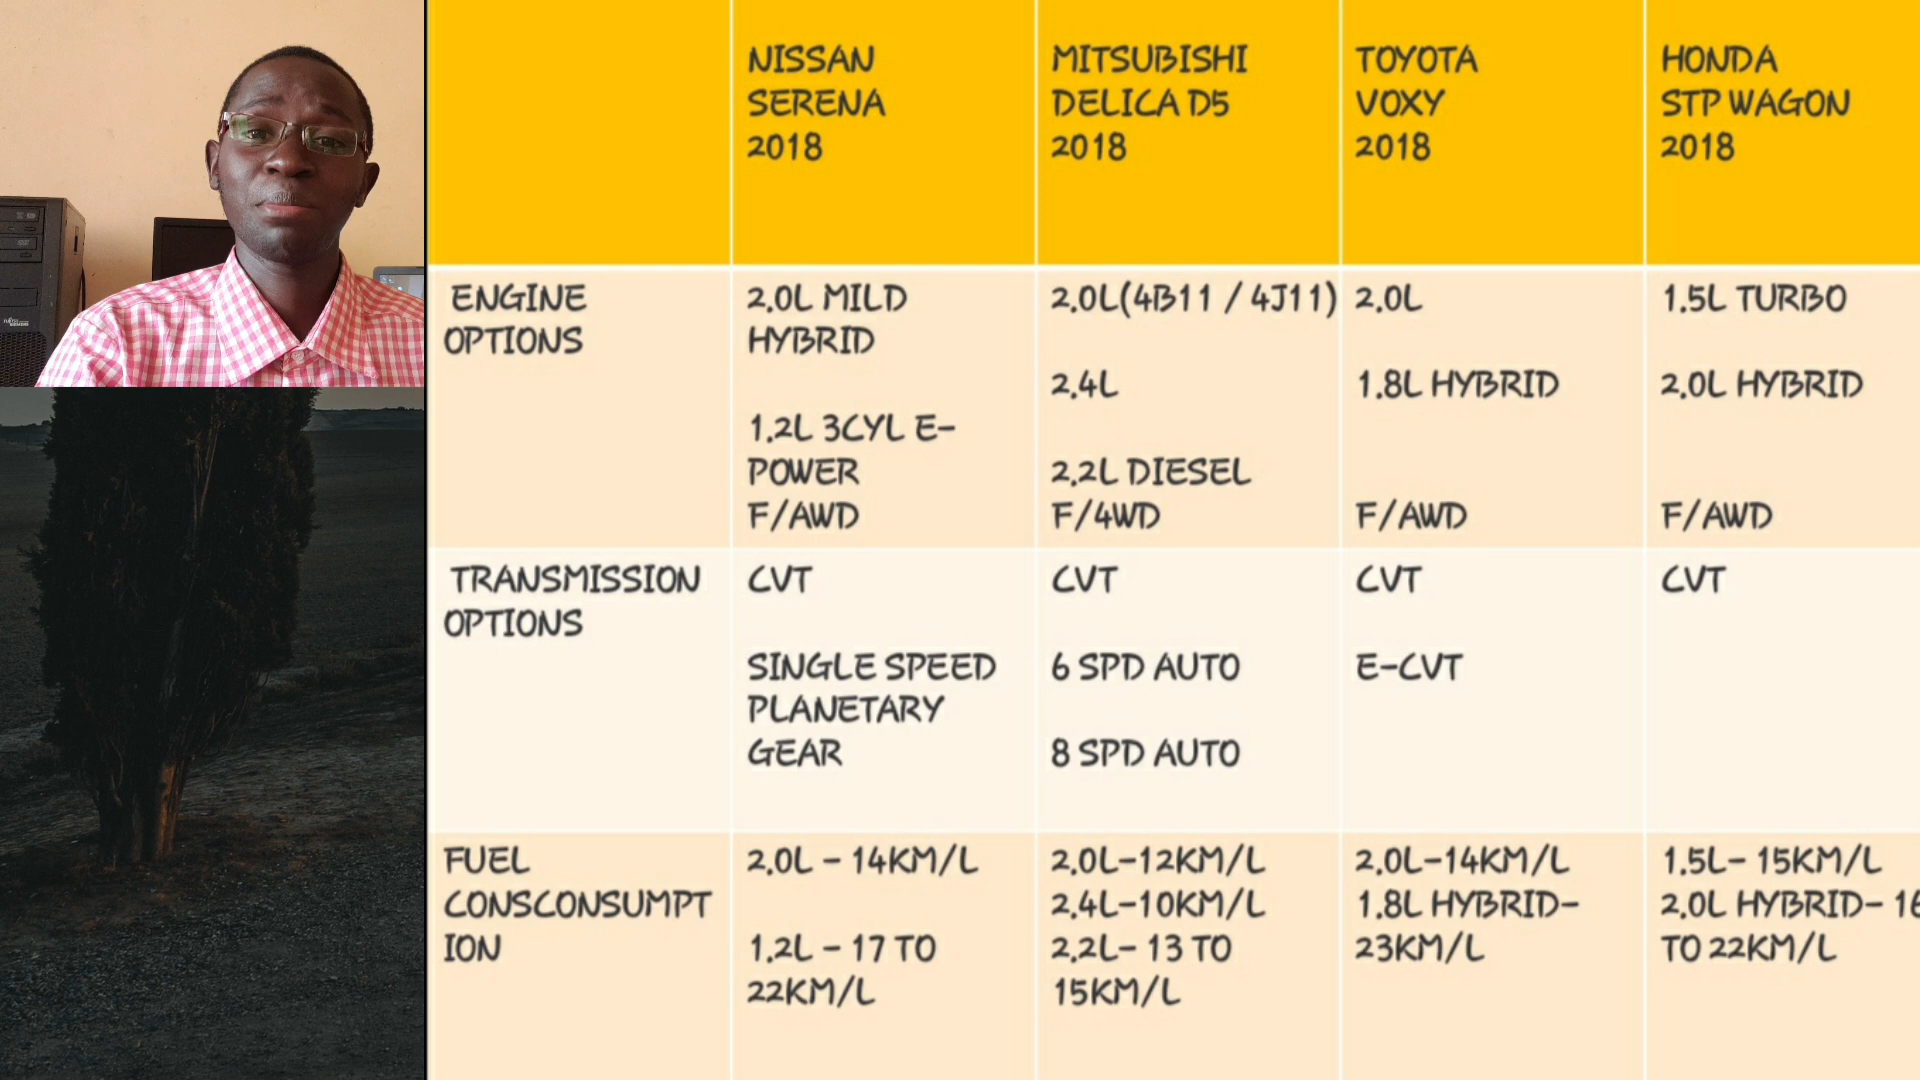 NISSAN
SERENA
2018
MITSUBISHI
DELICA D5
2018
TOYOTA
VOXY
2018
HONDA
STP WAGON
2018
ENGINE
OPTIONS
2.0L MILD
HYBRID
1.2L 3CYL E-
POWER
F/AWD
2.0L(4B11 / 4J11)
2.4L
2.2L DIESEL
F/4WD
2.0L
1.8L HYBRID
F/AWD
1.5L TURBO
2.0L HYBRID
F/AWD
TRANSMISSION
OPTIONS
CVT
SINGLE SPEED
PLANETARY
GEAR
CVT
6 SPD AUTO
8 SPD AUTO
CVT
E-CVT
CVT
FUEL
CONSCONSUMPT
ION
2.0L - 14KM/L
1.2L - 17 TO
22KM/L
2.0L-12KM/L
2.4L-10KM/L
2.2L- 13 TO
15KM/L
2.0L-14KM/L
1.8L HYBRID-
23KM/L
1.5L- 15KM/L
2.0L HYBRID- 16
TO 22KM/L